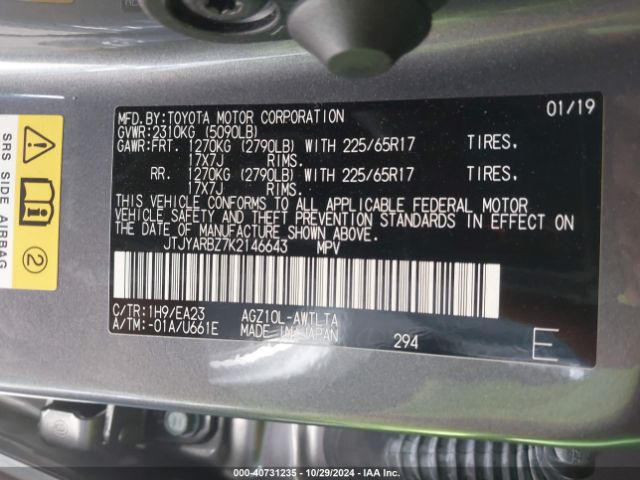 MFD.BY:TOYOTA MOTOR CORPORATION 01/19
GVWR:2310KG (5090LB)
GAWR:FRT. 1270KG (2790LB) WITH 225/65R17 TIRES.
17X7J RIMS.
RR. 1270KG (2790LB) WITH 225/65R17 TIRES.
17X7J RIMS.
THIS VEHICLE CONFORMS TO ALL APPLICABLE FEDERAL MOTOR
VEHICLE SAFETY AND THEFT PREVENTION STANDARDS IN EFFECT ON
THE DATE OF MANUFACTURE SHOWN ABOVE.
JTJYARBZ7K2146643 MPV
C/TR:1H9/EA23 AGZ10L-AWTLTA
A/TM:-01A/U661E MADE IN JAPAN 294 E
SRS SIDE AIRBAG
2
000-40731235 - 10/29/2024 - IAA Inc.